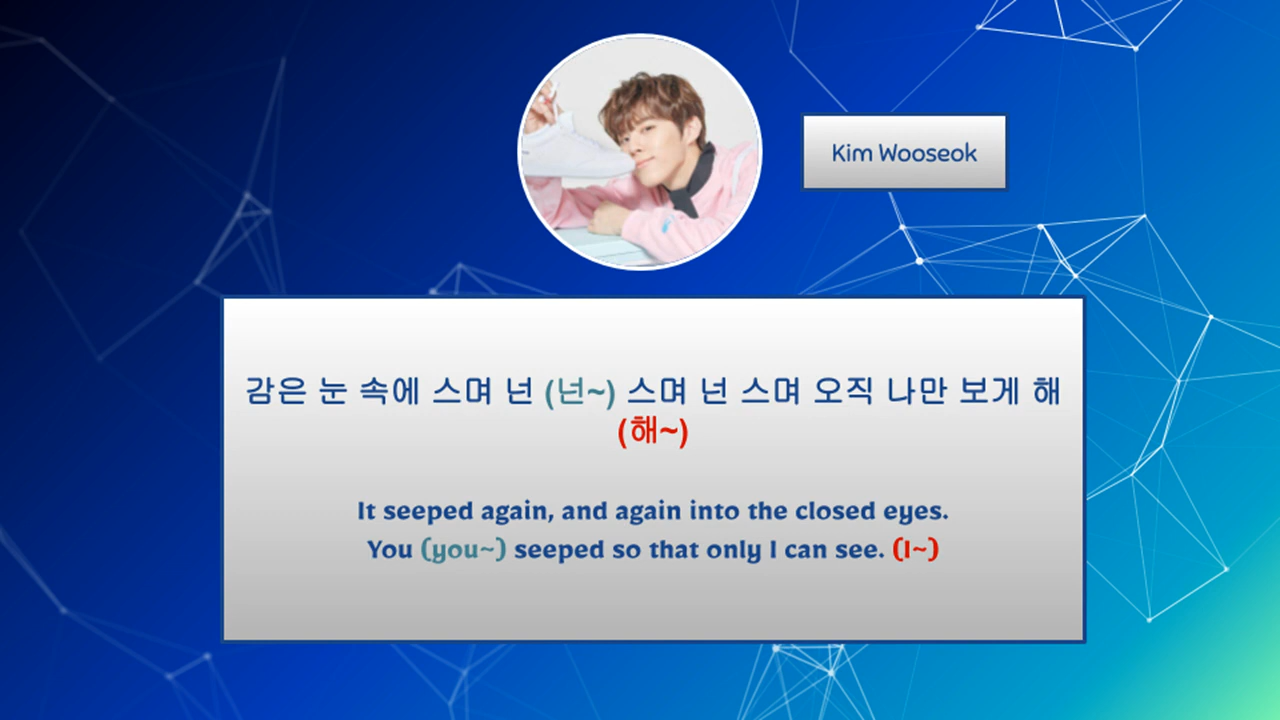 Kim Wooseok
감은 눈 속에 스며 넌 (넌~) 스며 넌 스며 오직 나만 보게 해
(해~)
It seeped again, and again into the closed eyes.
You (you~) seeped so that only I can see. (I~)